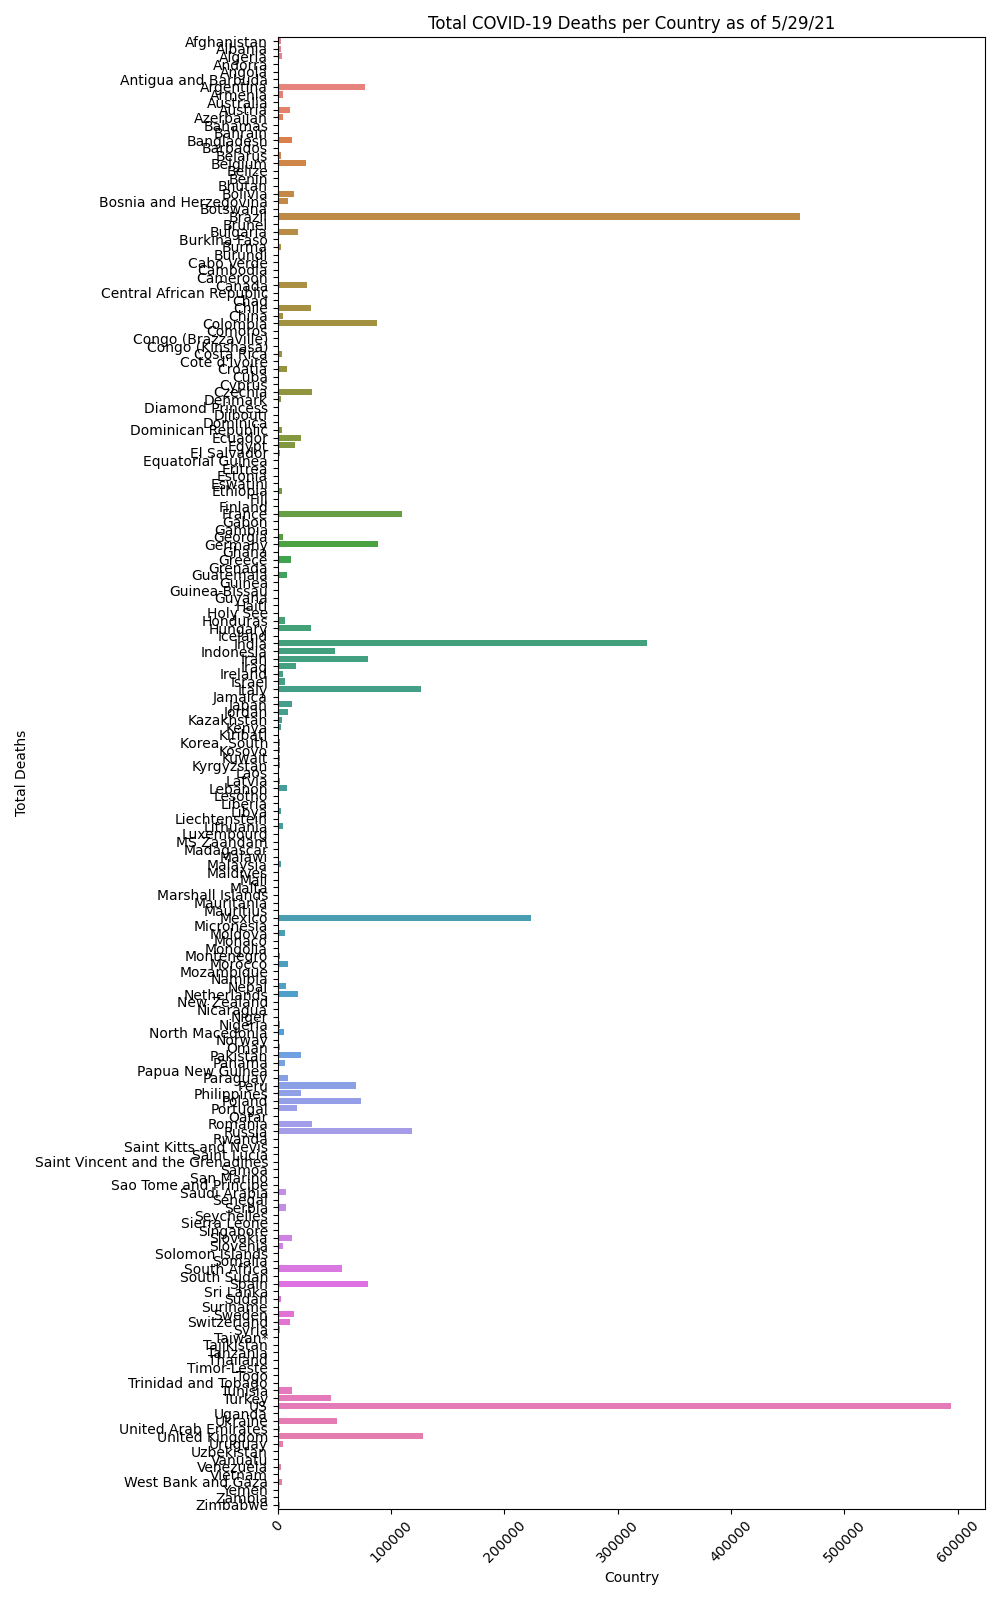 Total COVID-19 Deaths per Country as of 5/29/21
Afghanistan
Albania
Algeria
Andorra
Angola
Antigua and Barbuda
Argentina
Armenia
Australia
Austria
Azerbaijan
Bahamas
Bahrain
Bangladesh
Barbados
Belarus
Belgium
Belize
Benin
Bhutan
Bolivia
Bosnia and Herzegovina
Botswana
Brazil
Brunei
Bulgaria
Burkina Faso
Burma
Burundi
Cabo Verde
Cambodia
Cameroon
Canada
Central African Republic
Chad
Chile
China
Colombia
Comoros
Congo (Brazzaville)
Congo (Kinshasa)
Costa Rica
Cote d'Ivoire
Croatia
Cuba
Cyprus
Czechia
Denmark
Diamond Princess
Djibouti
Dominica
Dominican Republic
Ecuador
Egypt
El Salvador
Equatorial Guinea
Eritrea
Estonia
Eswatini
Ethiopia
Fiji
Finland
France
Gabon
Gambia
Georgia
Germany
Ghana
Greece
Grenada
Guatemala
Guinea
Guinea-Bissau
Guyana
Haiti
Holy See
Honduras
Hungary
Iceland
India
Indonesia
Iran
Iraq
Ireland
Israel
Italy
Jamaica
Japan
Jordan
Kazakhstan
Kenya
Kiribati
Korea, South
Kosovo
Kuwait
Kyrgyzstan
Laos
Latvia
Lebanon
Lesotho
Liberia
Libya
Liechtenstein
Lithuania
Luxembourg
MS Zaandam
Madagascar
Malawi
Malaysia
Maldives
Mali
Malta
Marshall Islands
Mauritania
Mauritius
Mexico
Micronesia
Moldova
Monaco
Mongolia
Montenegro
Morocco
Mozambique
Namibia
Nepal
Netherlands
New Zealand
Nicaragua
Niger
Nigeria
North Macedonia
Norway
Oman
Pakistan
Panama
Papua New Guinea
Paraguay
Peru
Philippines
Poland
Portugal
Qatar
Romania
Russia
Rwanda
Saint Kitts and Nevis
Saint Lucia
Saint Vincent and the Grenadines
Samoa
San Marino
Sao Tome and Principe
Saudi Arabia
Senegal
Serbia
Seychelles
Sierra Leone
Singapore
Slovakia
Slovenia
Solomon Islands
Somalia
South Africa
South Sudan
Spain
Sri Lanka
Sudan
Suriname
Sweden
Switzerland
Syria
Taiwan*
Tajikistan
Tanzania
Thailand
Timor-Leste
Togo
Trinidad and Tobago
Tunisia
Turkey
US
Uganda
Ukraine
United Arab Emirates
United Kingdom
Uruguay
Uzbekistan
Vanuatu
Venezuela
Vietnam
West Bank and Gaza
Yemen
Zambia
Zimbabwe
Total Deaths
0
100000
200000
300000
400000
500000
600000
Country